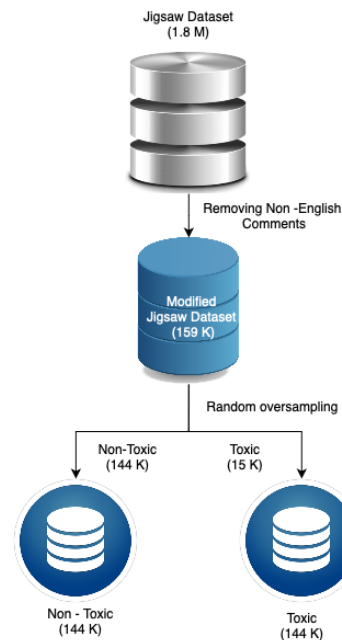 Jigsaw Dataset
(1.8 M)
Removing Non -English
Comments
Modified
Jigsaw Dataset
(159 K)
Random oversampling
Non-Toxic
(144 K)
Toxic
(15 K)
Non - Toxic
(144 K)
Toxic
(144 K)